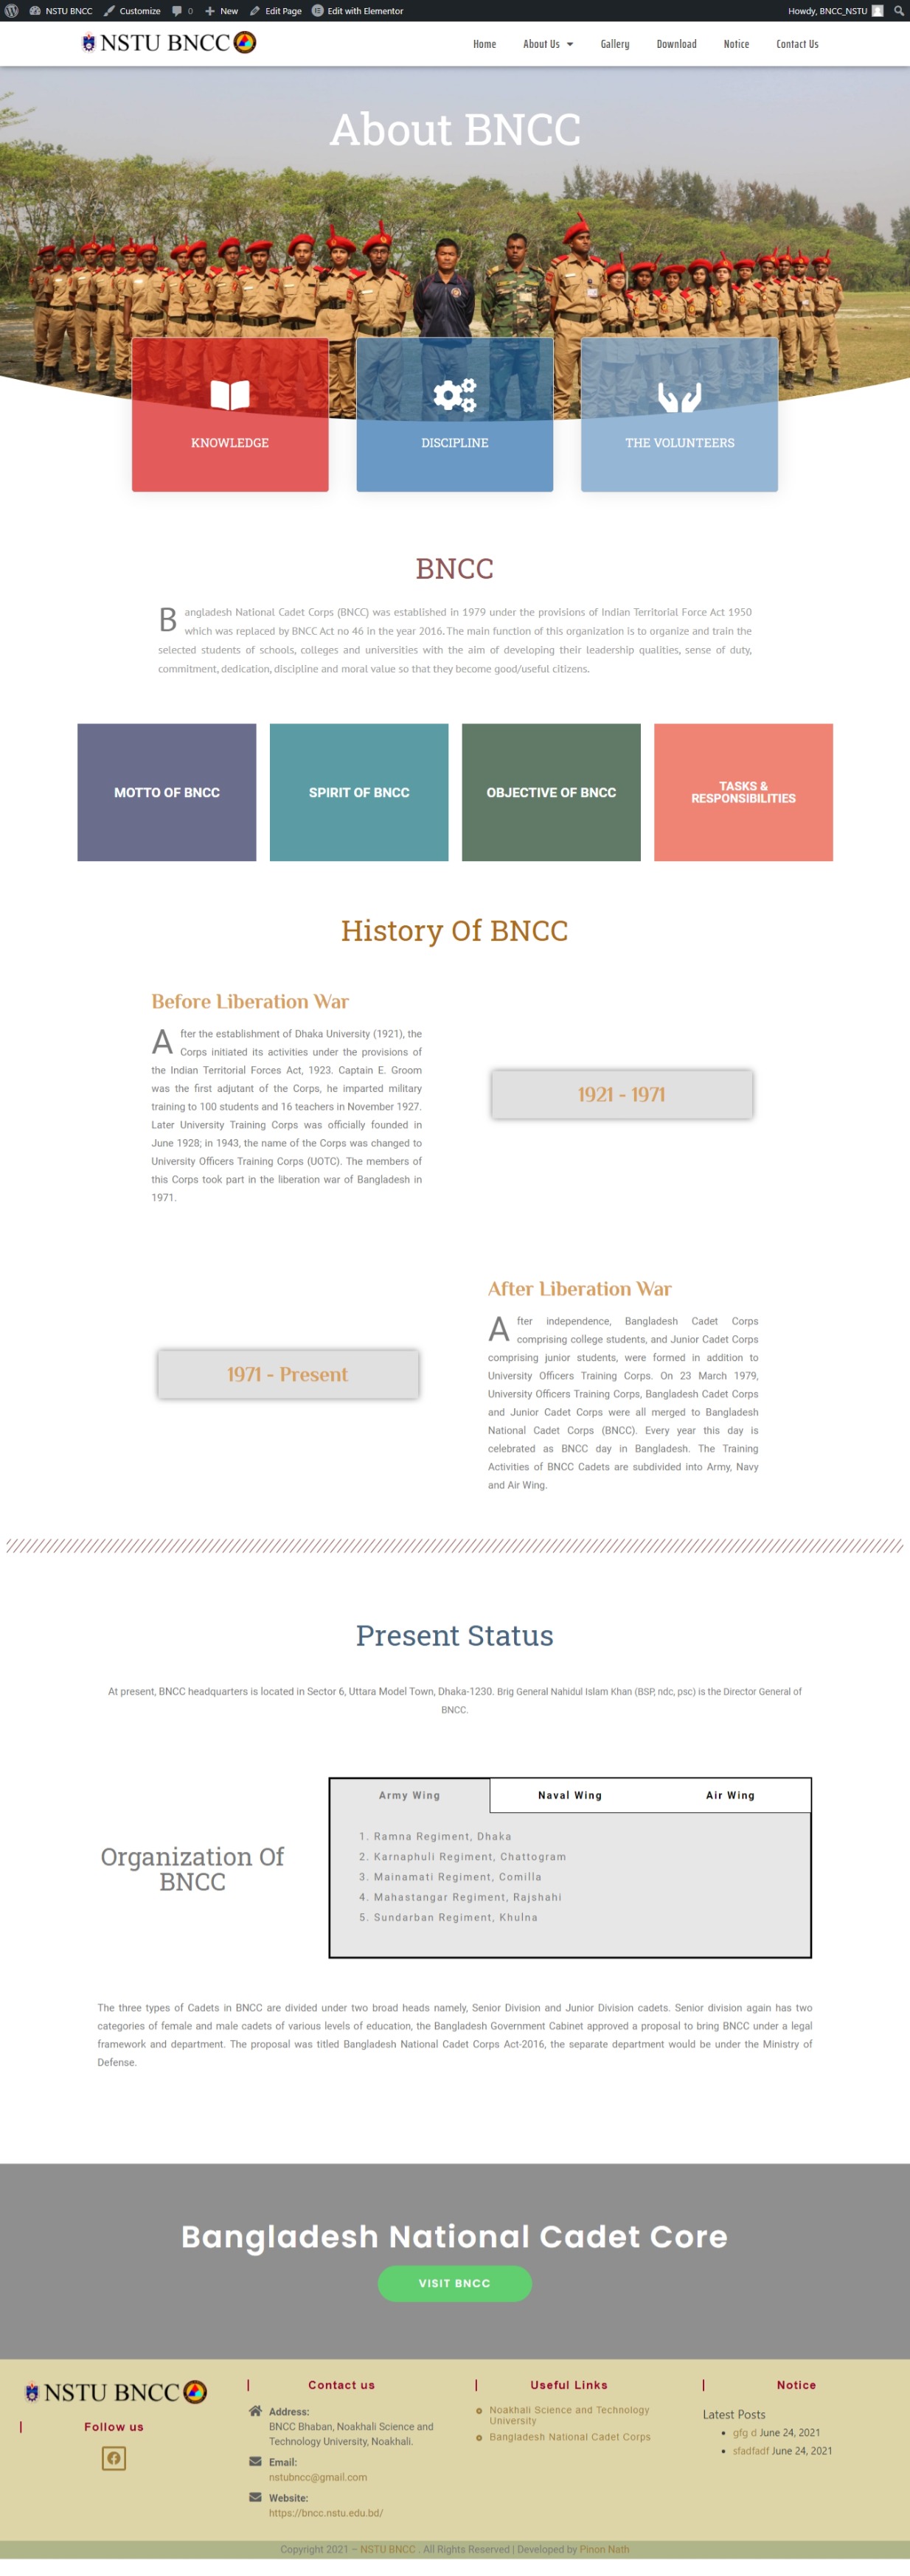 NSTU BNCC
Customize
0
New
Edit Page
Edit with Elementor
Howdy, BNCC_NSTU
NSTU BNCC
Home
About Us
Gallery
Download
Notice
Contact Us
About BNCC
KNOWLEDGE
DISCIPLINE
THE VOLUNTEERS
BNCC
Bangladesh National Cadet Corps (BNCC) was established in 1979 under the provisions of Indian Territorial Force Act 1950
which was replaced by BNCC Act no 46 in the year 2016. The main function of this organization is to organize and train the
selected students of schools, colleges and universities with the aim of developing their leadership qualities, sense of duty,
commitment, dedication, discipline and moral value so that they become good/useful citizens.
MOTTO OF BNCC
SPIRIT OF BNCC
OBJECTIVE OF BNCC
TASKS &
RESPONSIBILITIES
History Of BNCC
Before Liberation War
After the establishment of Dhaka University (1921), the
Corps initiated its activities under the provisions of
the Indian Territorial Forces Act, 1923. Captain E. Groom
was the first adjutant of the Corps, he imparted military
training to 100 students and 16 teachers in November 1927.
Later University Training Corps was officially founded in
June 1928; in 1943, the name of the Corps was changed to
University Officers Training Corps (UOTC). The members of
this Corps took part in the liberation war of Bangladesh in
1971.
1921 - 1971
After Liberation War
After independence, Bangladesh Cadet Corps
comprising college students, and Junior Cadet Corps
comprising junior students, were formed in addition to
University Officers Training Corps. On 23 March 1979,
University Officers Training Corps, Bangladesh Cadet Corps
and Junior Cadet Corps were all merged to Bangladesh
National Cadet Corps (BNCC). Every year this day is
celebrated as BNCC day in Bangladesh. The Training
Activities of BNCC Cadets are subdivided into Army, Navy
and Air Wing.
1971 - Present
Present Status
At present, BNCC headquarters is located in Sector 6, Uttara Model Town, Dhaka-1230. Brig General Nahidul Islam Khan (BSP, ndc, psc) is the Director General of
BNCC.
Organization Of
BNCC
Army Wing
Naval Wing
Air Wing
1. Ramna Regiment, Dhaka
2. Karnaphuli Regiment, Chattogram
3. Mainamati Regiment, Comilla
4. Mahastangar Regiment, Rajshahi
5. Sundarban Regiment, Khulna
The three types of Cadets in BNCC are divided under two broad heads namely, Senior Division and Junior Division cadets. Senior division again has two
categories of female and male cadets of various levels of education, the Bangladesh Government Cabinet approved a proposal to bring BNCC under a legal
framework and department. The proposal was titled Bangladesh National Cadet Corps Act-2016, the separate department would be under the Ministry of
Defense.
Bangladesh National Cadet Core
VISIT BNCC
NSTU BNCC
Follow us
Contact us
Address:
BNCC Bhaban, Noakhali Science and
Technology University, Noakhali.
Email:
nstubncc@gmail.com
Website:
https://bncc.nstu.edu.bd/
Useful Links
Noakhali Science and Technology
University
Bangladesh National Cadet Corps
Notice
Latest Posts
gfg d June 24, 2021
sfadfadf June 24, 2021
Copyright 2021 – NSTU BNCC . All Rights Reserved | Developed by Pinon Nath